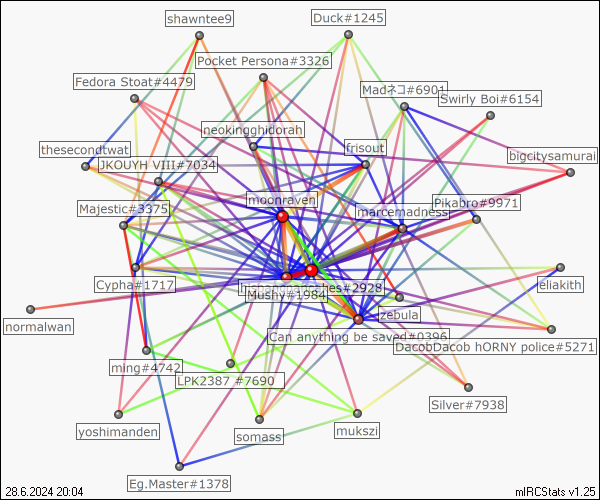 shawntee9
Duck#1245
Pocket Persona#3326
Fedora Stoat#4479
Madネコ#6901
Swirly Boi#6154
neokingghidorah
thesecondtwat
frisout
bigcitysamurai
JKOUYH VIII#7034
moonraven
Majestic#3375
marcemadness
Pikabro#9971
Cypha#1717
es#2928
eliakith
Mushy#1984
zebula
normalwan
Can anything be saved#0396
DacobDacob hORNY police#5271
ming#4742
LPK2387 #7690
Silver#7938
yoshimanden
somass
mukszi
Eg.Master#1378
28.6.2024 20:04
mIRCStats v1.25